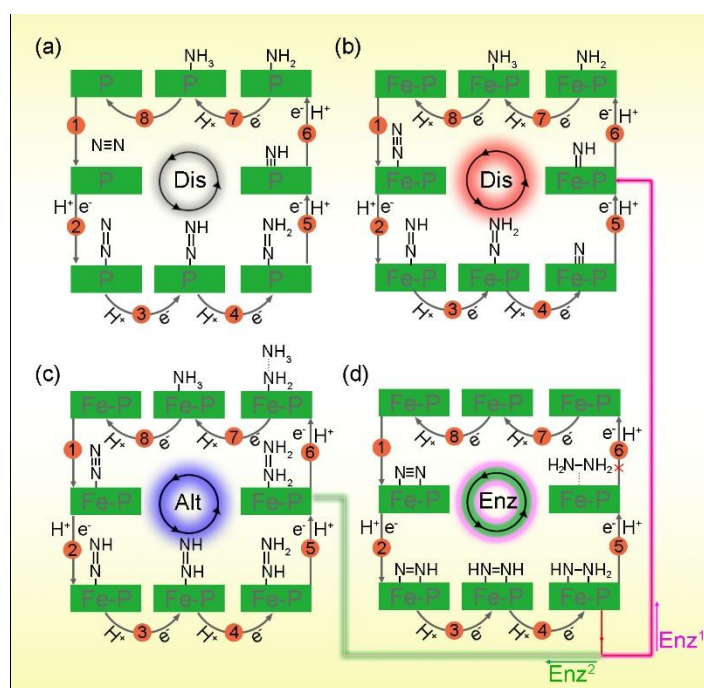 (a)
NH3
NH2
P
P
P
8
H+
7
e-
1
N≡N
e-
H+
6
NH
P
Dis
P
H+
e-
2
N
N
NH
N
NH2
N
5
P
P
P
H+
3
e-
H+
4
e-
(b)
NH3
NH2
Fe-P
Fe-P
Fe-P
8
H+
7
e-
1
N
N
e-
H+
6
NH
Fe-P
Dis
Fe-P
H+
e-
2
NH
N
NH2
N
N
5
e-
H+
Fe-P
Fe-P
Fe-P
H+
3
e-
H+
4
e-
(c)
NH3
NH2
NH3
Fe-P
Fe-P
Fe-P
8
H+
7
e-
1
N
N
e-
H+
6
NH2
NH2
Fe-P
Alt
Fe-P
H+
e-
2
NH
N
NH
NH
NH2
NH
5
e-
H+
Fe-P
Fe-P
Fe-P
H+
3
e-
H+
4
e-
(d)
Fe-P
Fe-P
Fe-P
8
H+
7
e-
1
N≡N
e-
H+
6
H2N-NH2
Fe-P
Enz
Fe-P
H+
e-
2
5
e-
H+
N=NH
HN=NH
HN-NH2
Fe-P
Fe-P
Fe-P
H+
3
e-
H+
4
e-
Enz1
Enz2